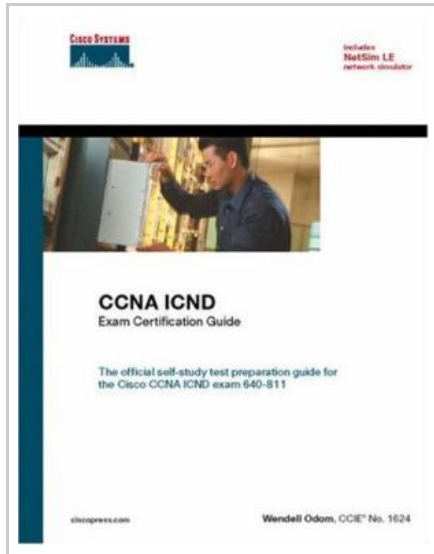 CISCO SYSTEMS
Includes
NetSim LE
network simulator
CCNA ICND
Exam Certification Guide
The official self-study test preparation guide for
the Cisco CCNA ICND exam 640-811
ciscopress.com
Wendell Odom, CCIE® No. 1624